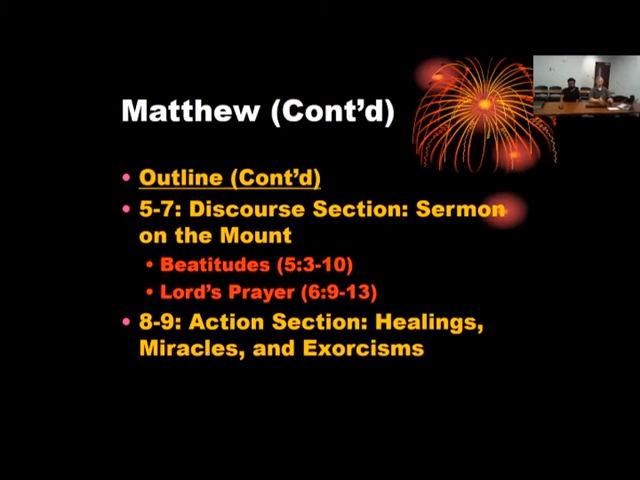 Matthew (Cont'd)
• Outline (Cont'd)
• 5-7: Discourse Section: Sermon
on the Mount
• Beatitudes (5:3-10)
• Lord's Prayer (6:9-13)
• 8-9: Action Section: Healings,
Miracles, and Exorcisms